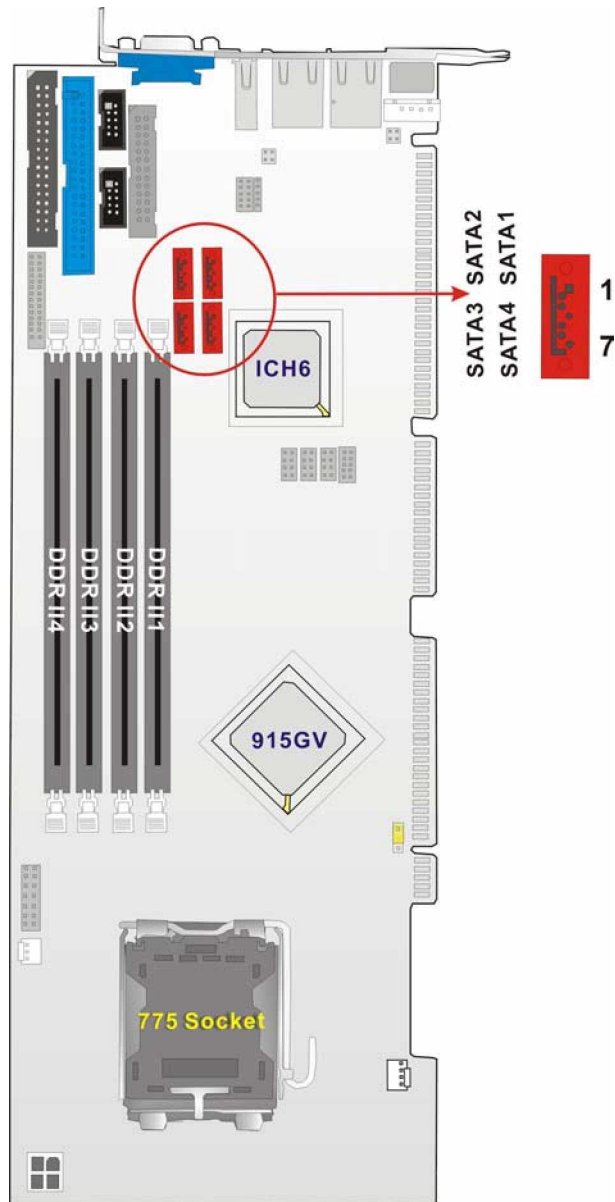 SATA2 SATA1
SATA3 SATA4
1
7
ICH6
DDR II4
DDR II3
DDR II2
DDR II1
915GV
775 Socket